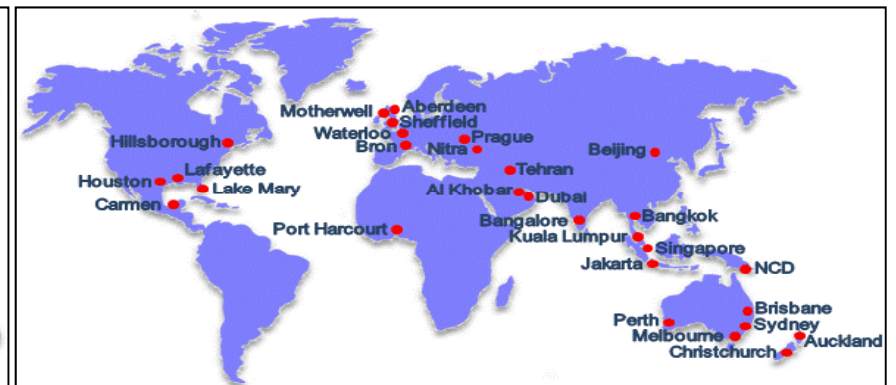 Motherwell
Aberdeen
Sheffield
Waterloo
Prague
Hillsborough
Bron
Nitra
Beijing
Lafayette
Tehran
Houston
Lake Mary
Al Khobar
Dubai
Carmen
Bangalore
Bangkok
Port Harcourt
Kuala Lumpur
Singapore
Jakarta
NCD
Brisbane
Perth
Sydney
Melbourne
Auckland
Christchurch